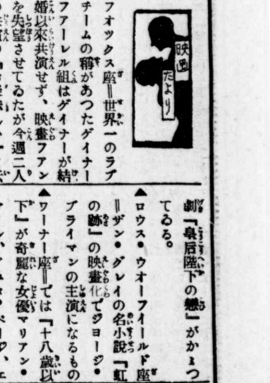 映画
だより
フオックス座=世界一のラブ
チームの稱があつたゲイナー
フアーレル組はゲイナーが結
婚以來共演せず、映畫フアン
を失望させてゐたが今週二人
劇『皇后陛下の戀』がかゝつ
てゐる。
▲ロウス・ウオーフイールド座
=ザン・グレイの名小説『虹
の跡』の映畫化でジヨージ・
ブライマンの主演になるもの
▲ワーナー座=では『十八歳以
下』が奇麗な女優マリアン・